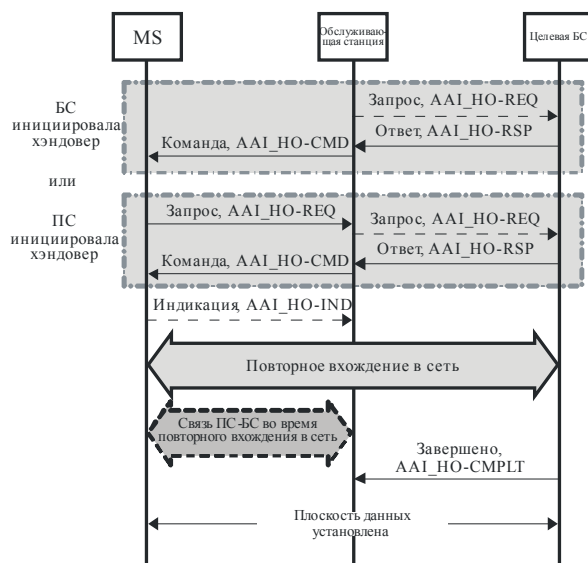 MS
Обслуживаю-
щая станция
Целевая БС
БС
инициировала
хэндовер
Запрос, AAI_HO-REQ
Ответ, AAI_HO-RSP
Команда, AAI_HO-CMD
или
ПС
инициировала
хэндовер
Запрос, AAI_HO-REQ
Запрос, AAI_HO-REQ
Ответ, AAI_HO-RSP
Команда, AAI_HO-CMD
Индикация, AAI_HO-IND
Повторное вхождение в сеть
Связь ПС-БС во время
повторного вхождения в сеть
Завершено,
AAI_HO-CMPLT
Плоскость данных
установлена